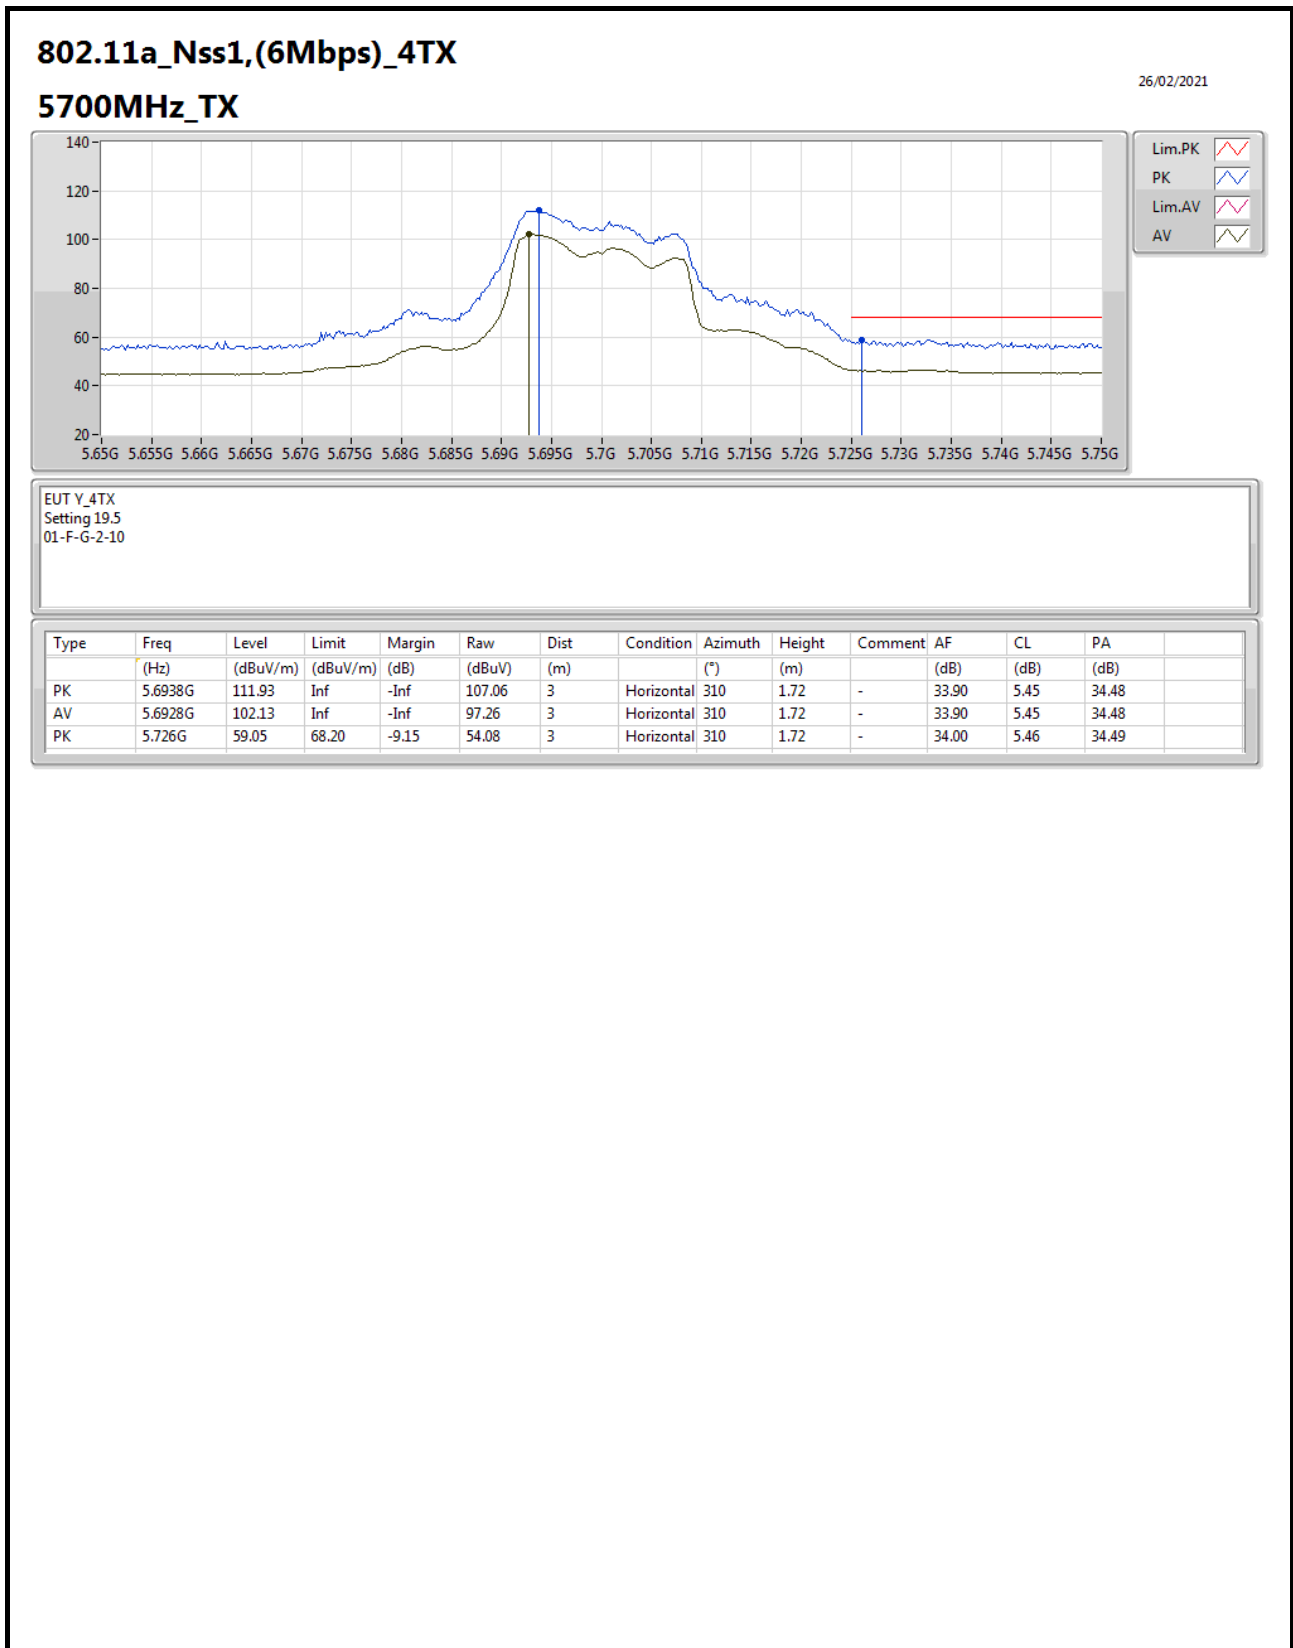 802.11a_Nss1,(6Mbps)_4TX
26/02/2021
5700MHz_TX
140
120
100
80
60
40
20
5.65G 5.655G 5.66G 5.665G 5.67G 5.675G 5.68G 5.685G 5.69G 5.695G 5.7G 5.705G 5.71G 5.715G 5.72G 5.725G 5.73G 5.735G 5.74G 5.745G 5.75G
Lim.PK
PK
Lim.AV
AV
EUT Y_4TX
Setting 19.5
01-F-G-2-10
Type Freq Level Limit Margin Raw Dist Condition Azimuth Height Comment AF CL PA
(Hz) (dBuV/m) (dBuV/m) (dB) (dBuV) (m) (°) (m) (dB) (dB) (dB)
PK 5.6938G 111.93 Inf -Inf 107.06 3 Horizontal 310 1.72 - 33.90 5.45 34.48
AV 5.6928G 102.13 Inf -Inf 97.26 3 Horizontal 310 1.72 - 33.90 5.45 34.48
PK 5.726G 59.05 68.20 -9.15 54.08 3 Horizontal 310 1.72 - 34.00 5.46 34.49